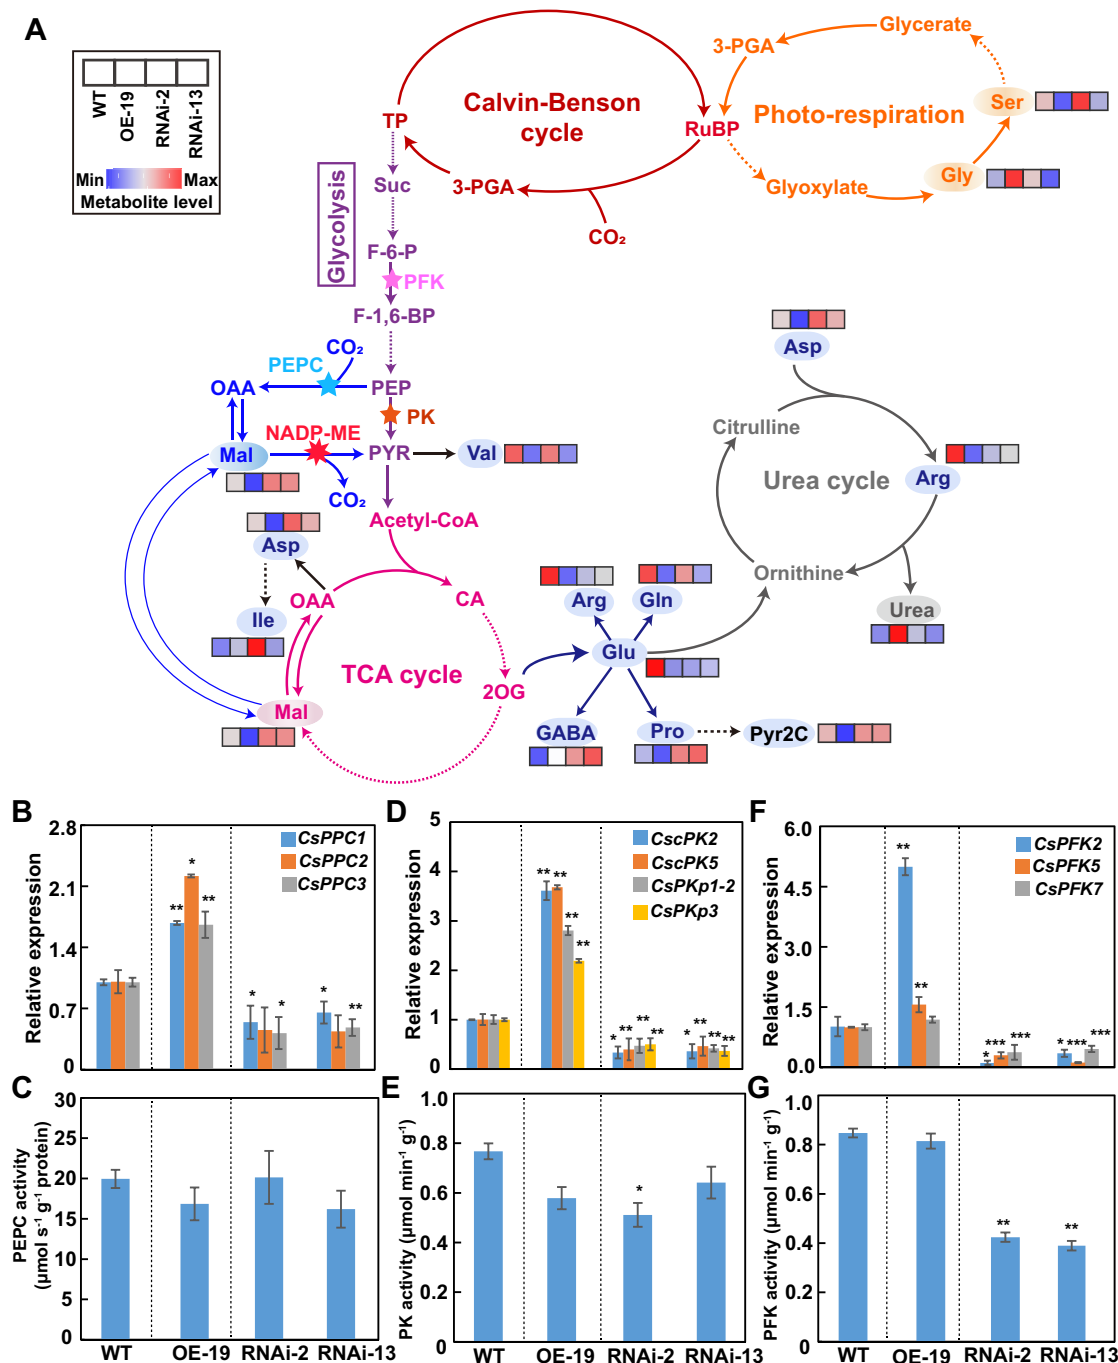 A
WT
OE-19
RNAi-2
RNAi-13
Min
Max
Metabolite level
Calvin-Benson
cycle
TP
3-PGA
CO₂
RuBP
Photo-respiration
3-PGA
Glycerate
Ser
Gly
Glyoxylate
Glycolysis
Suc
F-6-P
PFK
F-1,6-BP
CO₂
PEPC
OAA
PEP
PK
NADP-ME
Mal
PYR
Val
CO₂
Acetyl-CoA
Asp
OAA
CA
Ile
TCA cycle
2OG
Mal
Asp
Citrulline
Urea cycle
Arg
Ornithine
Urea
Arg
Gln
Glu
GABA
Pro
Pyr2C
B
Relative expression
2.8
2.1
1.4
0.7
0
CsPPC1
CsPPC2
CsPPC3
** * **
* *
* **
D
Relative expression
5
4
3
2
1
0
CscPK2
CscPK5
CsPKp1-2
CsPKp3
** ** ** **
* ** ** **
* ** ** **
F
Relative expression
6.0
4.5
3.0
1.5
0.0
CsPFK2
CsPFK5
CsPFK7
** **
* *** ***
* *** ***
C
PEPC activity
(μmol s⁻¹ g⁻¹ protein)
30
25
20
15
10
5
0
WT OE-19 RNAi-2 RNAi-13
E
PK activity (μmol min⁻¹ g⁻¹)
1.0
0.8
0.6
0.4
0.2
0
*
WT OE-19 RNAi-2 RNAi-13
G
PFK activity (μmol min⁻¹ g⁻¹)
1.0
0.8
0.6
0.4
0.2
0
** **
WT OE-19 RNAi-2 RNAi-13